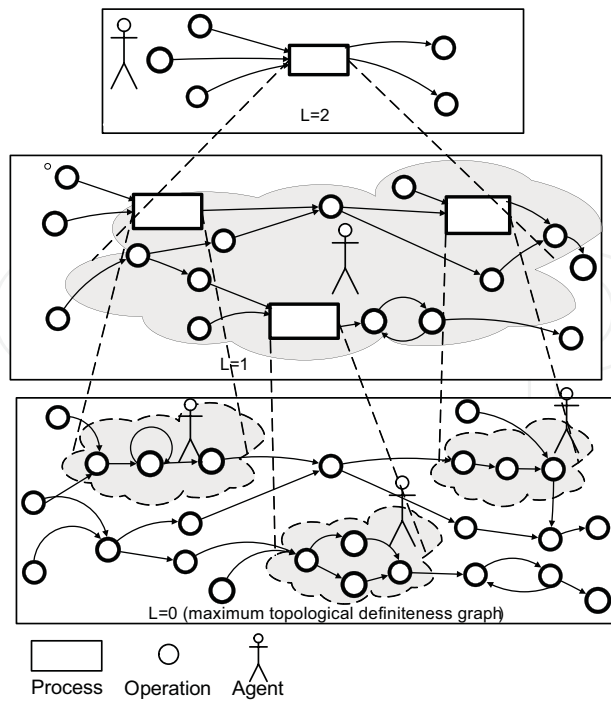 L=2
L=1
L=0 (maximum topological definiteness graph)
Process Operation Agent